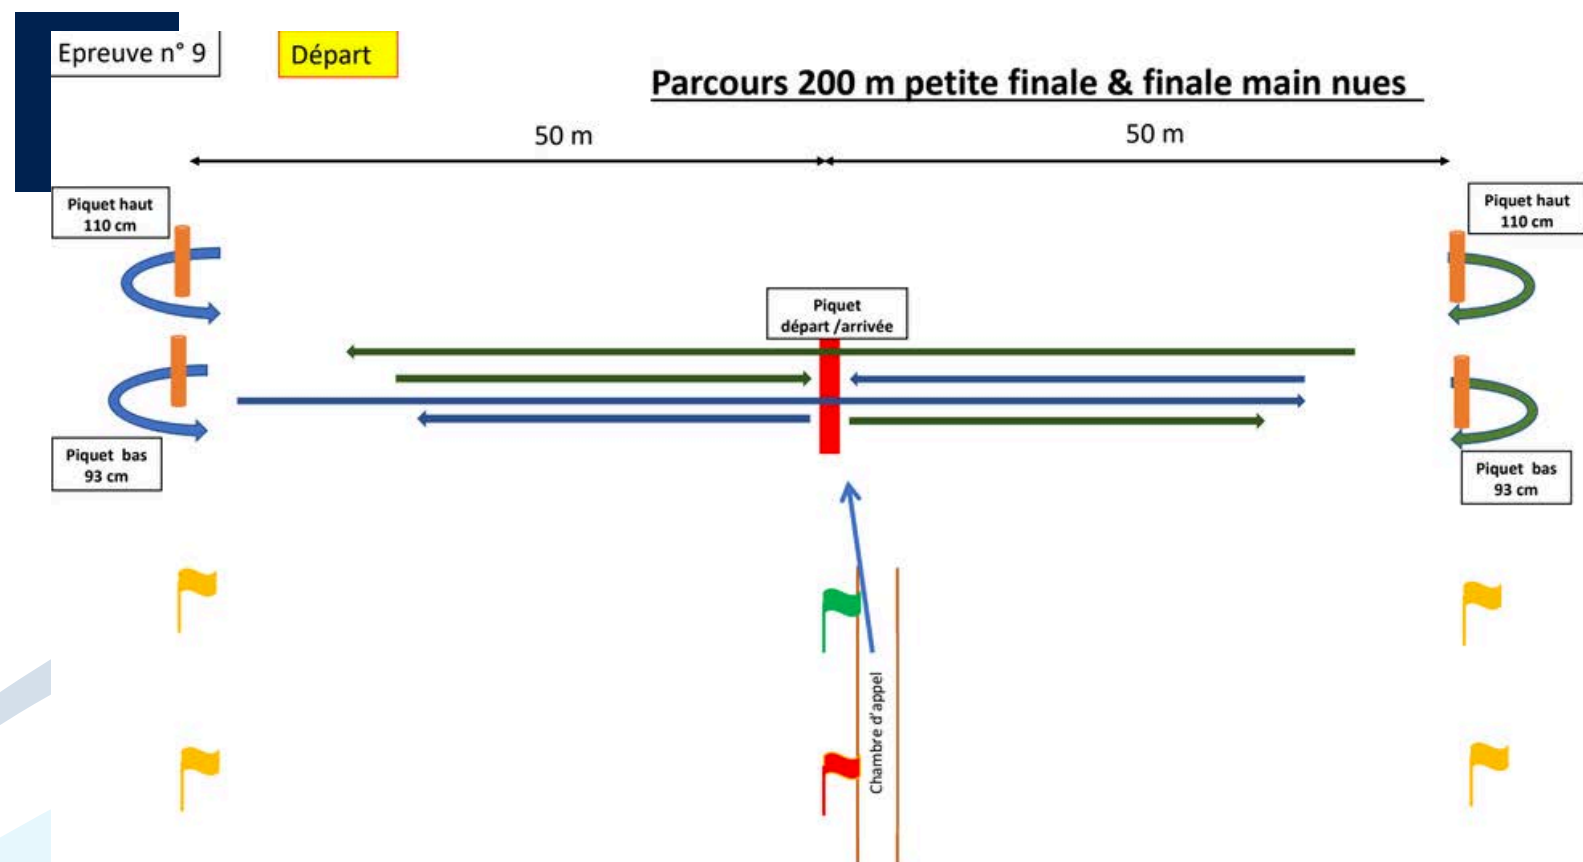 Epreuve n° 9
Départ
Parcours 200 m petite finale & finale main nues
50 m
50 m
Piquet haut
110 cm
Piquet haut
110 cm
Piquet
départ /arrivée
Piquet bas
93 cm
Piquet bas
93 cm
Chambre d'appel